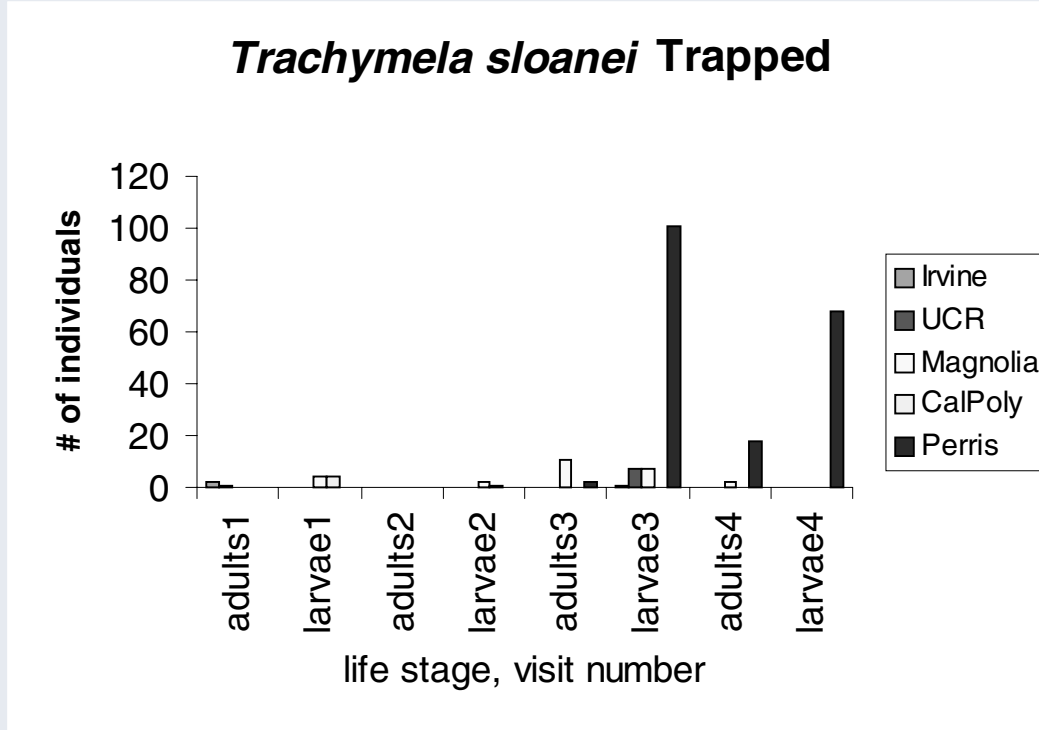 Trachymela sloanei Trapped
# of individuals
120
100
80
60
40
20
0
adults1
larvae1
adults2
larvae2
adults3
larvae3
adults4
larvae4
life stage, visit number
Irvine
UCR
Magnolia
CalPoly
Perris